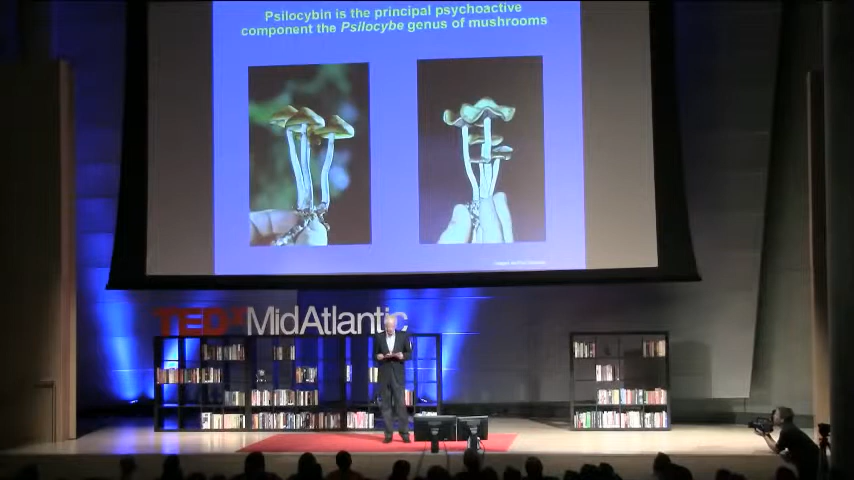 Psilocybin is the principal psychoactive
component the Psilocybe genus of mushrooms
TEDxMidAtlantic